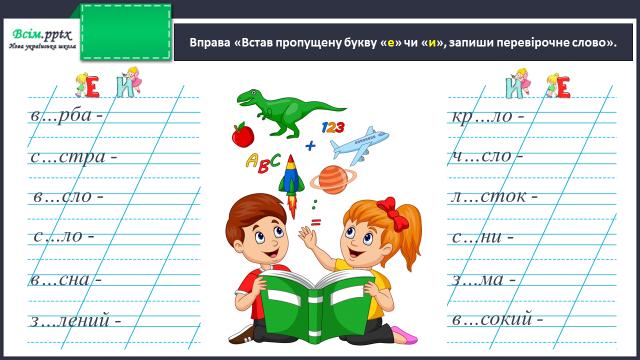 Всім.pptx
Нова українська школа
Вправа «Встав пропущену букву «е» чи «и», запиши перевірочне слово».
Е И
в...рба -
с...стра -
в...сло -
с...ло -
в...сна -
з...лений -
123
+
ABC
:
=
И Е
кр...ло -
ч...сло -
л...сток -
с...ни -
з...ма -
в...сокий -